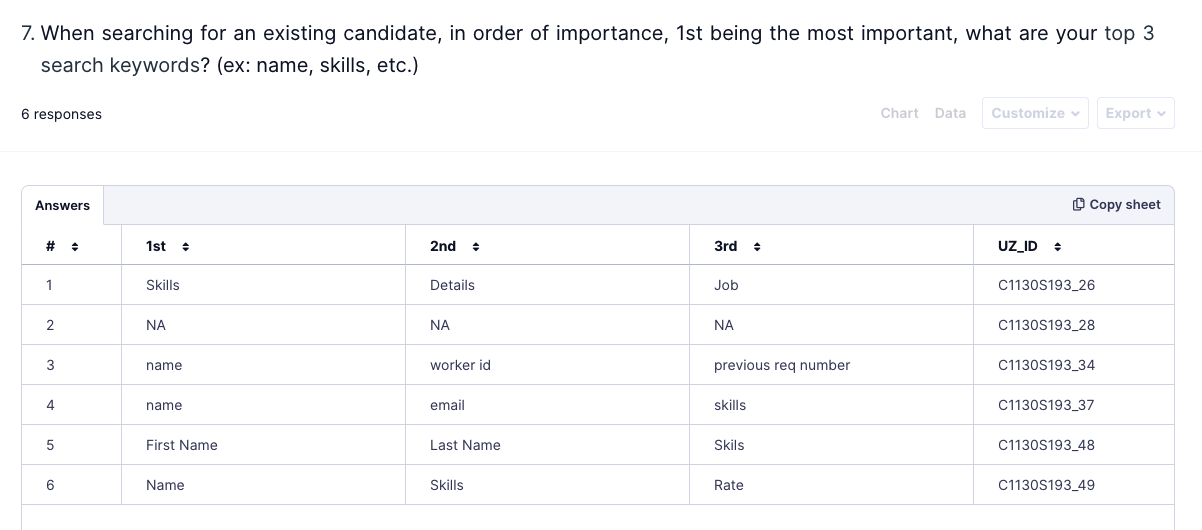 7. When searching for an existing candidate, in order of importance, 1st being the most important, what are your top 3
search keywords? (ex: name, skills, etc.)
6 responses
Chart Data Customize Export
Answers Copy sheet
# 1st 2nd 3rd UZ_ID
1 Skills Details Job C1130S193_26
2 NA NA NA C1130S193_28
3 name worker id previous req number C1130S193_34
4 name email skills C1130S193_37
5 First Name Last Name Skils C1130S193_48
6 Name Skills Rate C1130S193_49